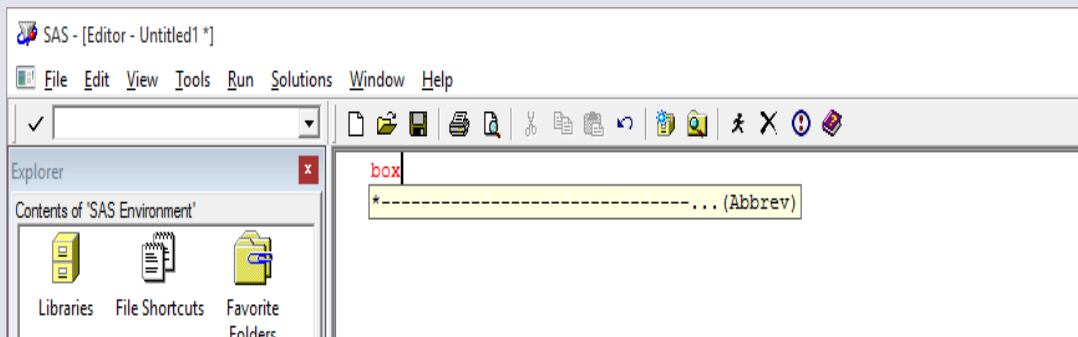 SAS - [Editor - Untitled1 *]
File Edit View Tools Run Solutions Window Help
Explorer
Contents of 'SAS Environment'
Libraries
File Shortcuts
Favorite
Folders
box
*-------------------------------...(Abbrev)